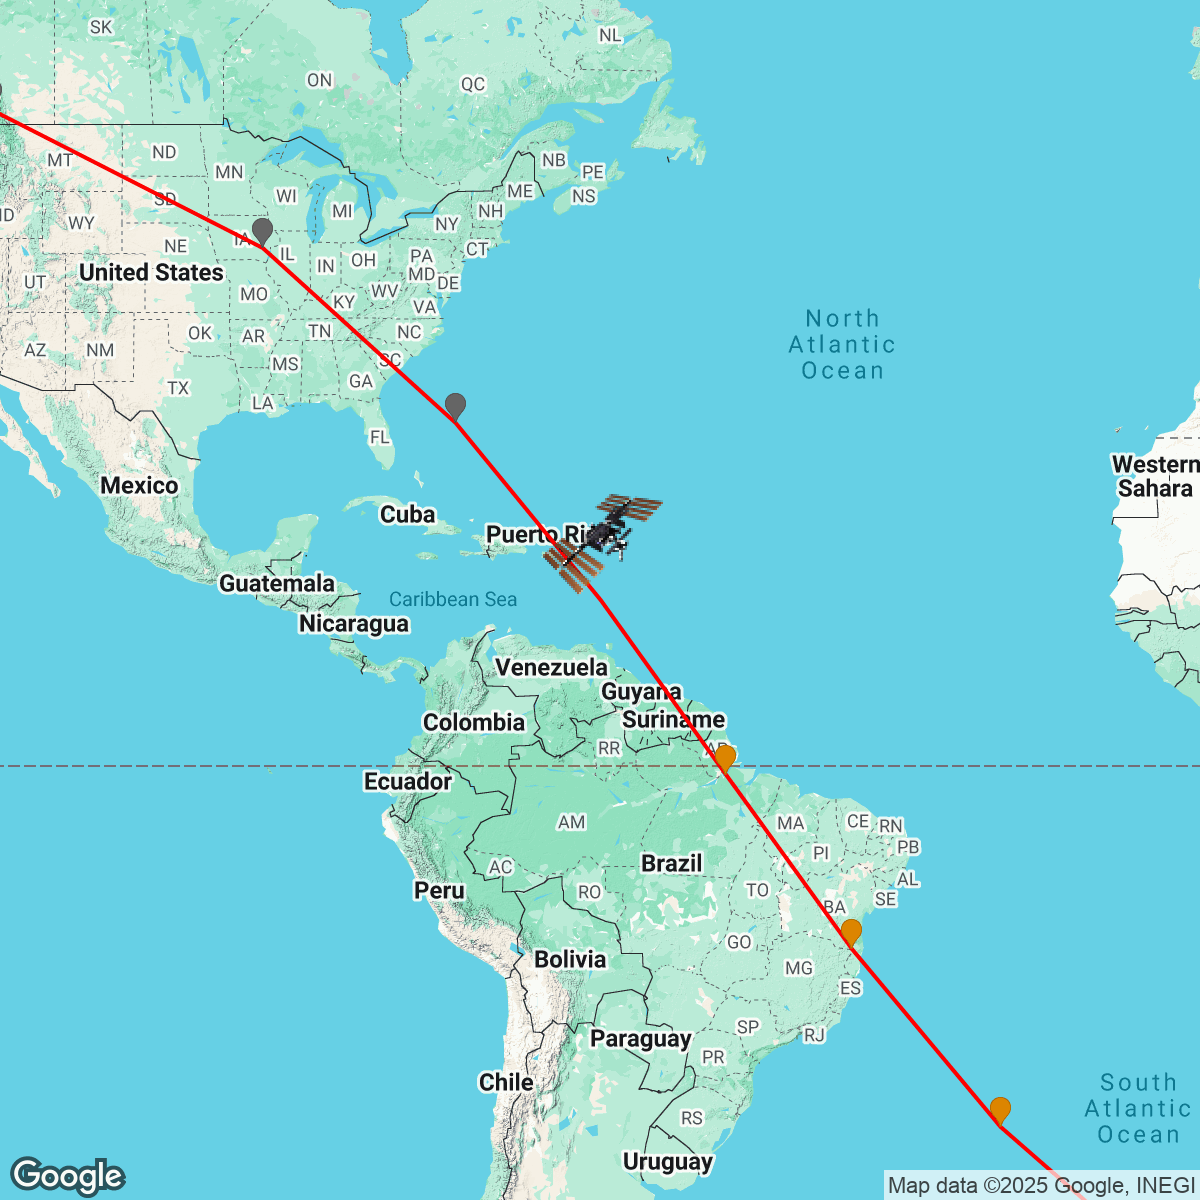 SK
NL
ON
QC
MT
ND
MN
NB
PE
ID
WY
SD
WI
MI
ME
NS
NH
NY
IA
NE
IL
IN
OH
PA
CT
UT
United States
MD
DE
MO
KY
WV
VA
AZ
NM
OK
AR
TN
NC
MS
SC
North
Atlantic
Ocean
TX
LA
GA
FL
Western
Sahara
Mexico
Cuba
Guatemala
Caribbean Sea
Nicaragua
Venezuela
Guyana
Suriname
Colombia
RR
Ecuador
AM
MA
CE
RN
PI
PB
Peru
AC
RO
Brazil
TO
AL
BA
SE
Bolivia
GO
MG
ES
Paraguay
SP
RJ
PR
Chile
RS
Uruguay
South
Atlantic
Ocean
Google
Map data ©2025 Google, INEGI